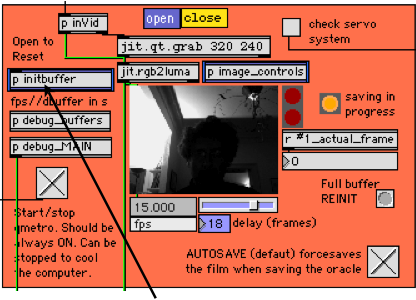 p inVid
open
close
check servo
system
Open to
Reset
jit.qt.grab 320 240
p initbuffer
jit.rgb2luma
p image_controls
fps//dbuffer in s
p debug_buffers
p debug_MAIN
saving in
progress
r #1_actual_frame
0
Full buffer
REINIT
15.000
fps
18 delay (frames)
Start/stop
qmetro. Should be
always ON. Can be
stopped to cool
the computer.
AUTOSAVE (defaut) forcesaves
the film when saving the oracle